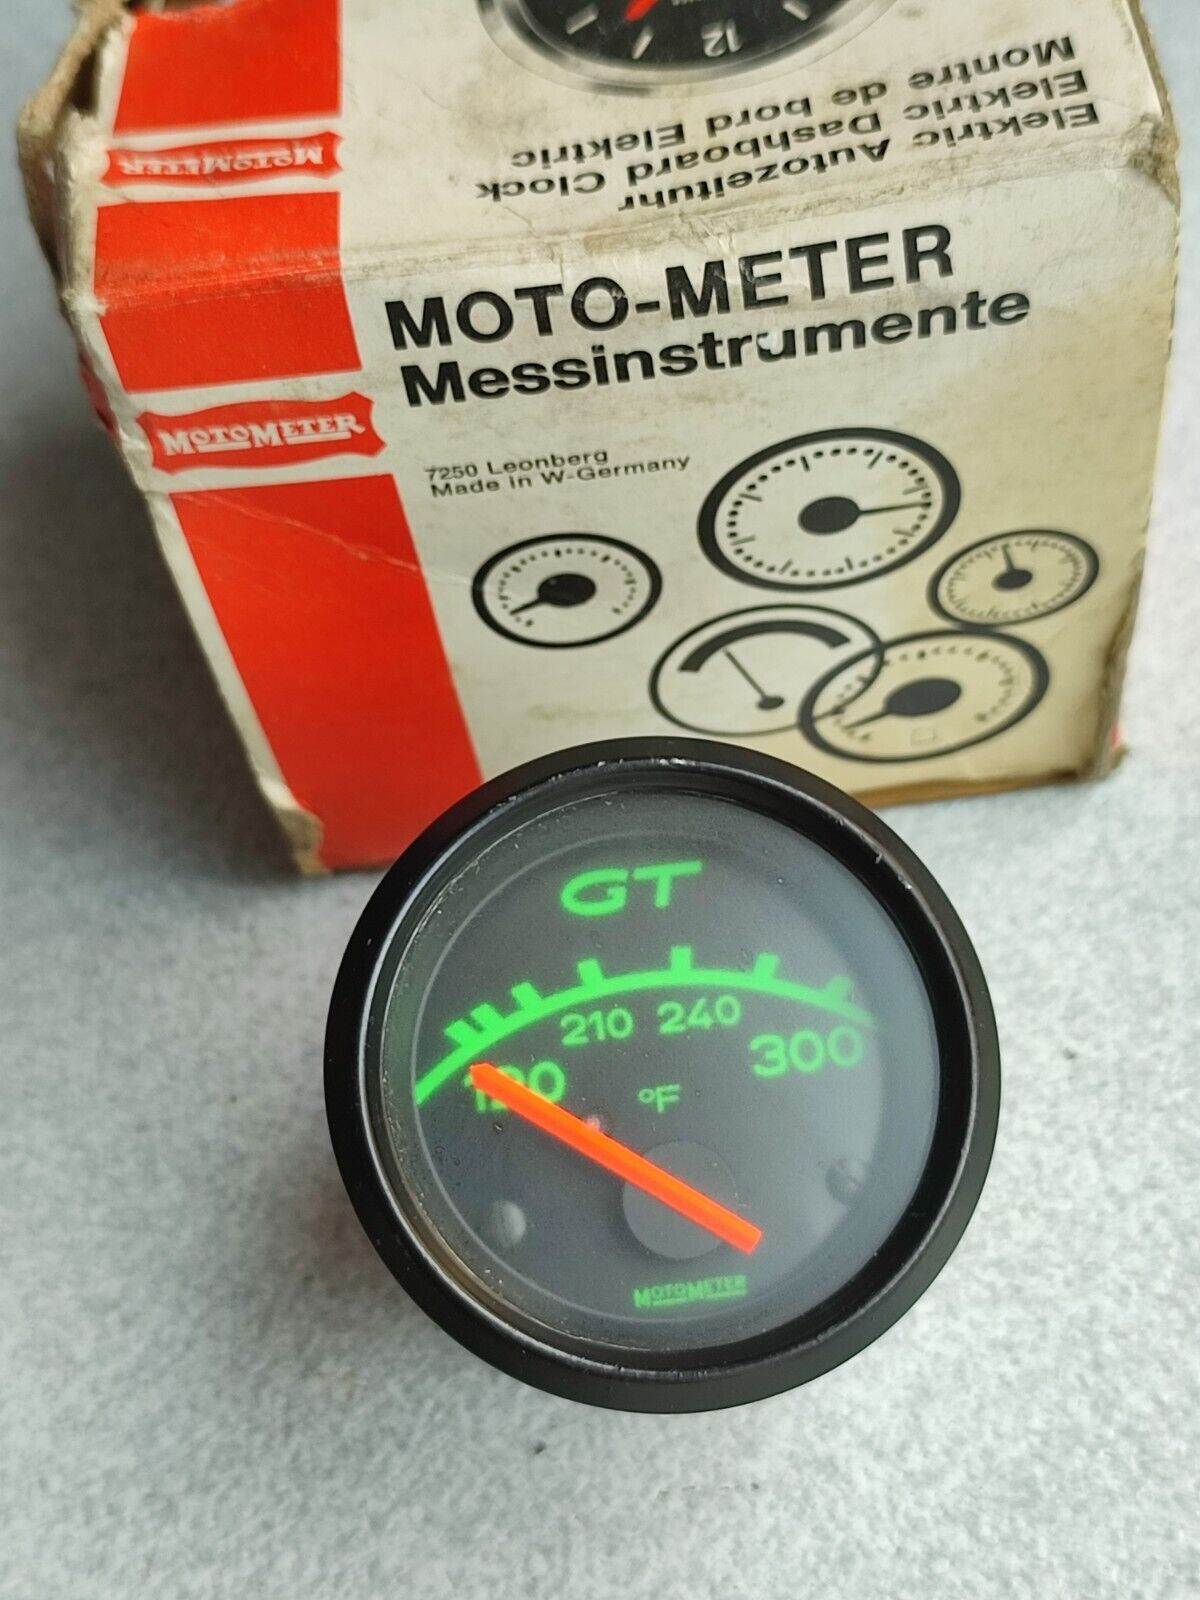 12
Elektric Autozeituhr
Elektric Dashboard Clock
Montre de bord Elektric
MOTOMETER
MOTO-METER
Messinstrumente
MOTOMETER
7250 Leonberg
Made in W-Germany
GT
210 240
300
°F
MOTOMETER